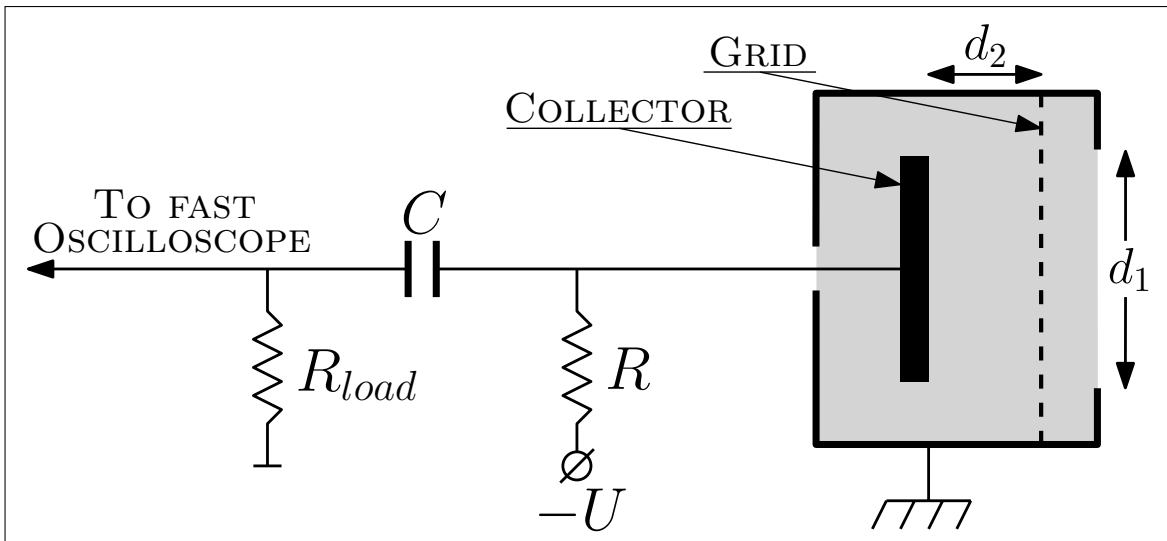 GRID
d₂
COLLECTOR
TO FAST
OSCILLOSCOPE
C
d₁
R_load
R
−U